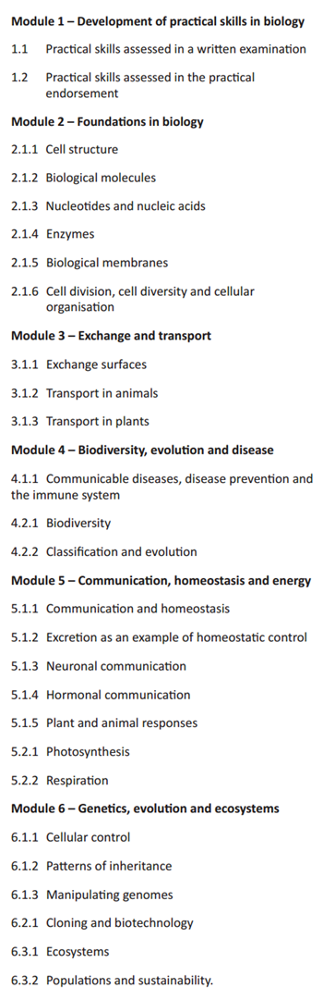 Module 1 – Development of practical skills in biology
1.1 Practical skills assessed in a written examination
1.2 Practical skills assessed in the practical
endorsement
Module 2 – Foundations in biology
2.1.1 Cell structure
2.1.2 Biological molecules
2.1.3 Nucleotides and nucleic acids
2.1.4 Enzymes
2.1.5 Biological membranes
2.1.6 Cell division, cell diversity and cellular
organisation
Module 3 – Exchange and transport
3.1.1 Exchange surfaces
3.1.2 Transport in animals
3.1.3 Transport in plants
Module 4 – Biodiversity, evolution and disease
4.1.1 Communicable diseases, disease prevention and
the immune system
4.2.1 Biodiversity
4.2.2 Classification and evolution
Module 5 – Communication, homeostasis and energy
5.1.1 Communication and homeostasis
5.1.2 Excretion as an example of homeostatic control
5.1.3 Neuronal communication
5.1.4 Hormonal communication
5.1.5 Plant and animal responses
5.2.1 Photosynthesis
5.2.2 Respiration
Module 6 – Genetics, evolution and ecosystems
6.1.1 Cellular control
6.1.2 Patterns of inheritance
6.1.3 Manipulating genomes
6.2.1 Cloning and biotechnology
6.3.1 Ecosystems
6.3.2 Populations and sustainability.